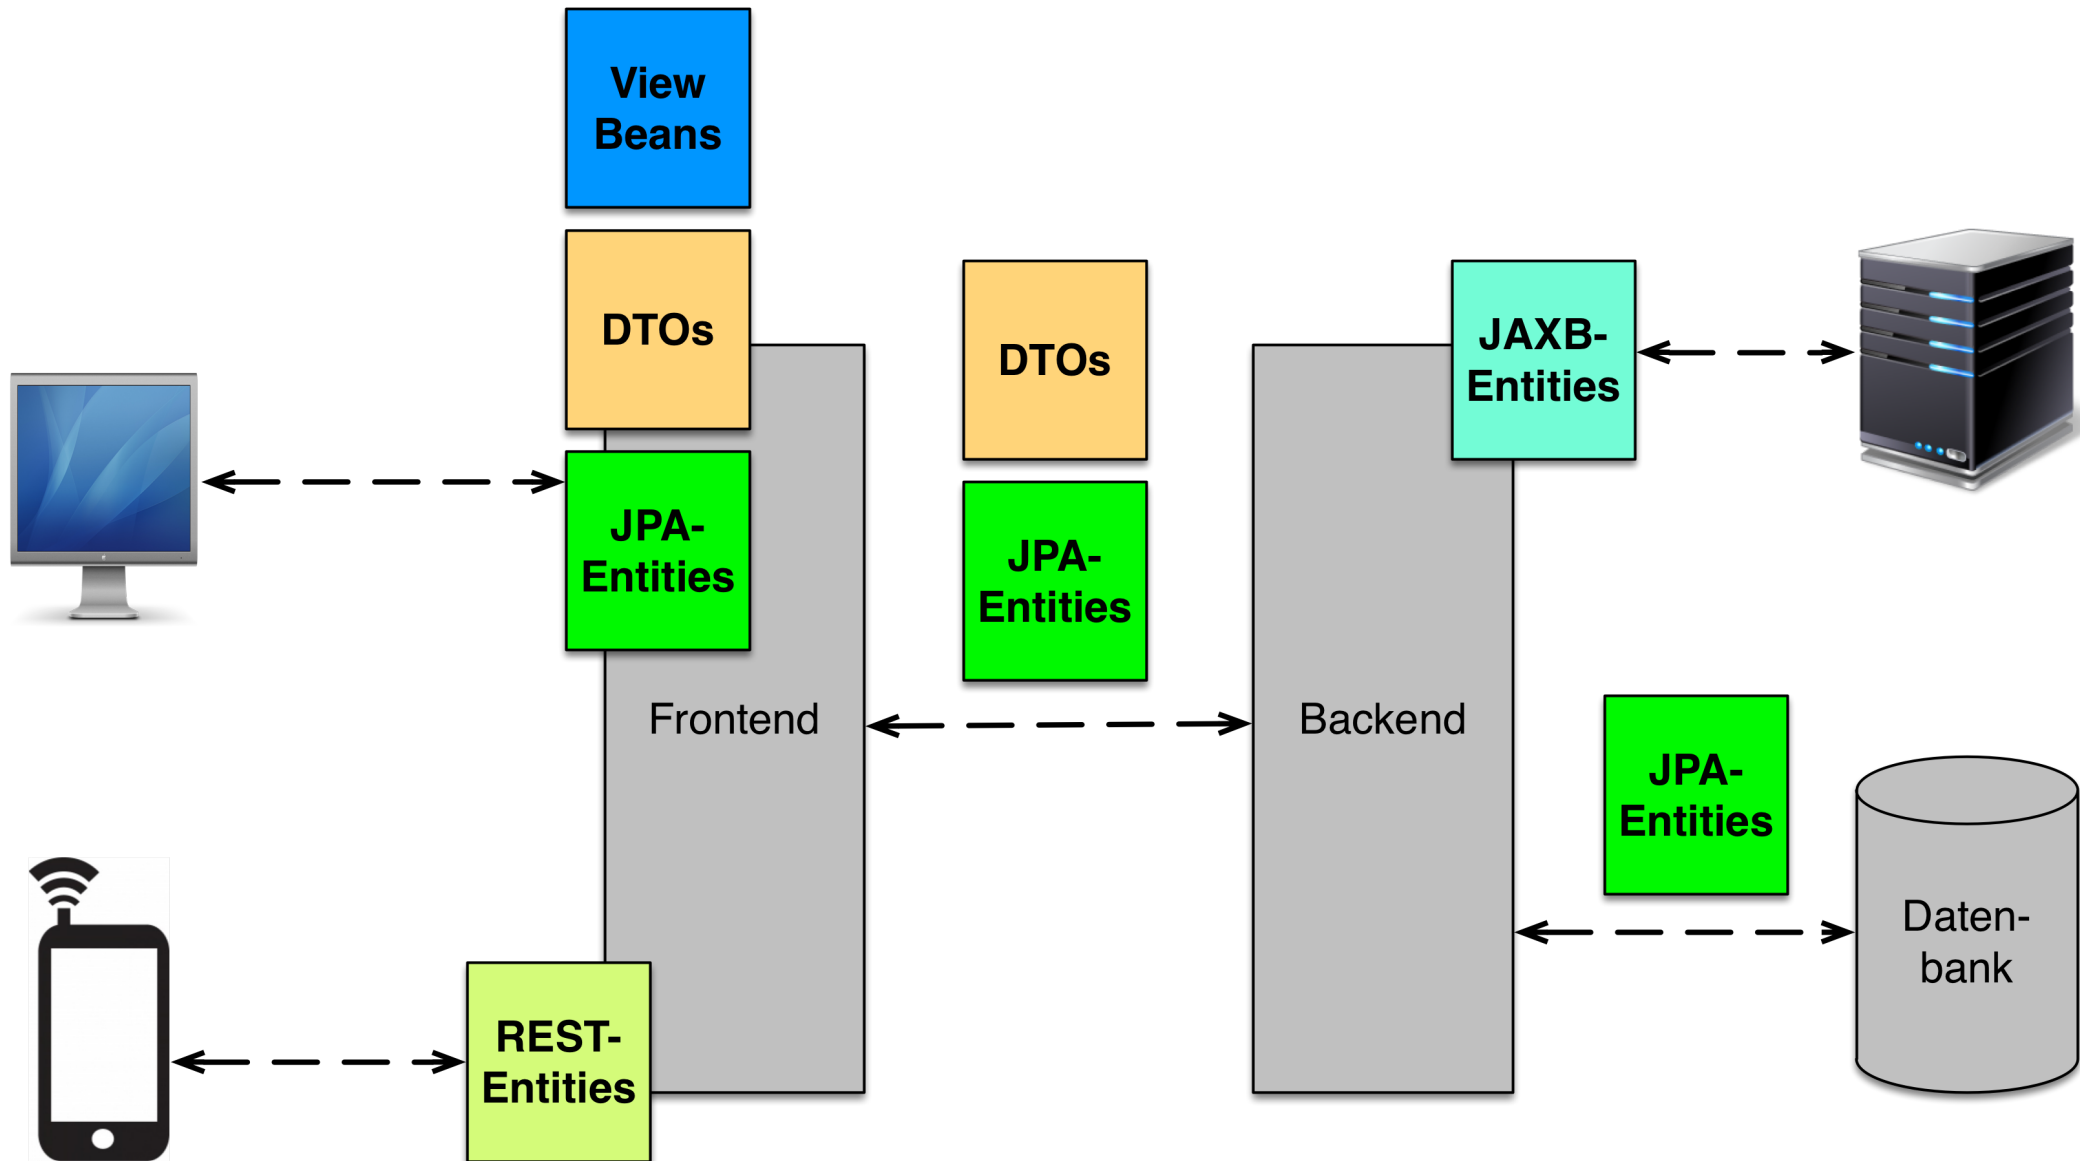 View
Beans
DTOs
JPA-
Entities
Frontend
REST-
Entities
DTOs
JPA-
Entities
Backend
JAXB-
Entities
JPA-
Entities
Daten-
bank